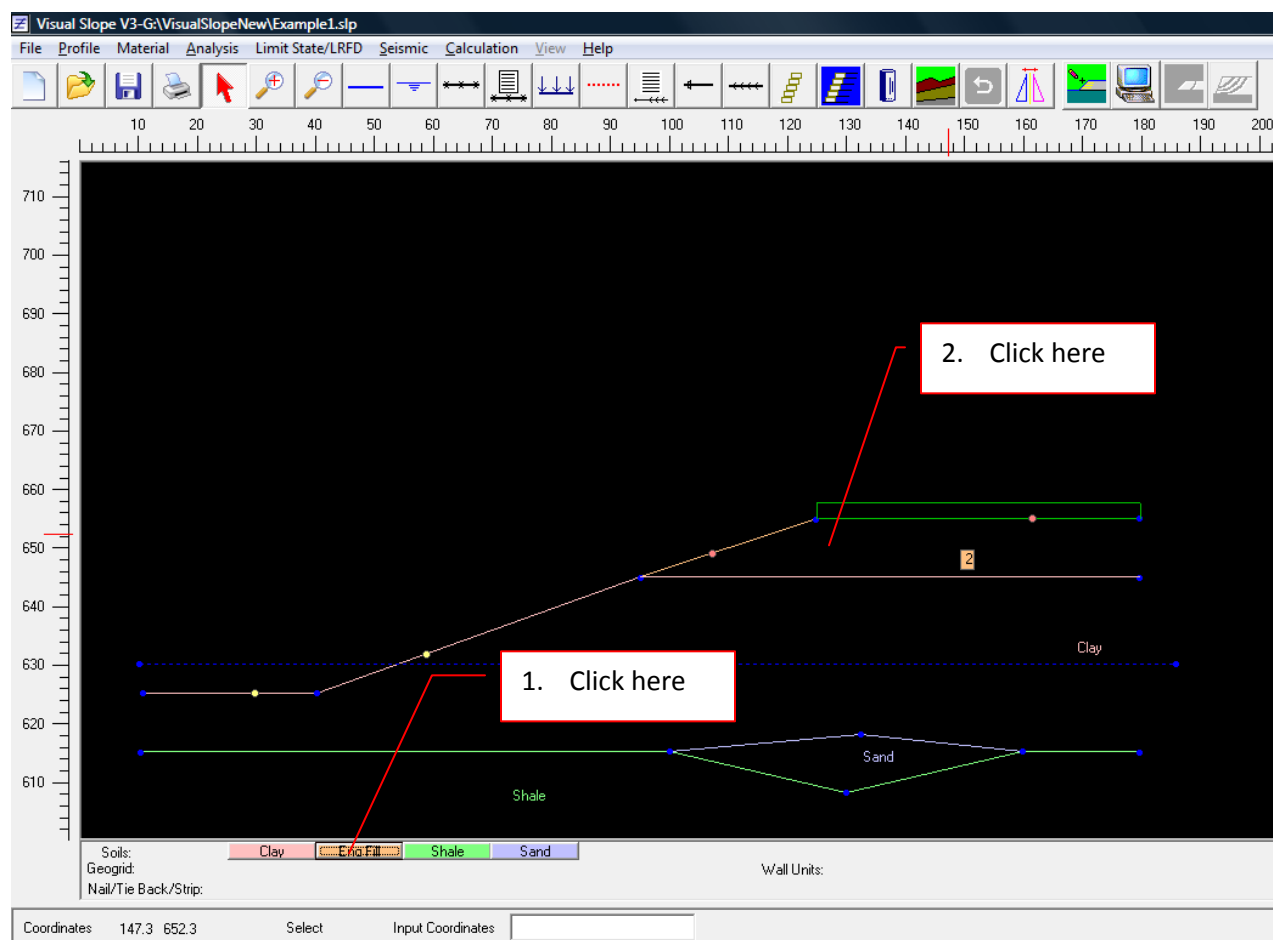 Visual Slope V3-G:\VisualSlopeNew\Example1.slp
File Profile Material Analysis Limit State/LRFD Seismic Calculation View Help
10 20 30 40 50 60 70 80 90 100 110 120 130 140 150 160 170 180 190 200
710
700
690
680
2. Click here
670
660
650
2
640
Clay
630
1. Click here
620
Sand
610
Shale
Soils: Clay Eng Fill Shale Sand
Geogrid: Wall Units:
Nail/Tie Back/Strip:
Coordinates 147.3 652.3 Select Input Coordinates